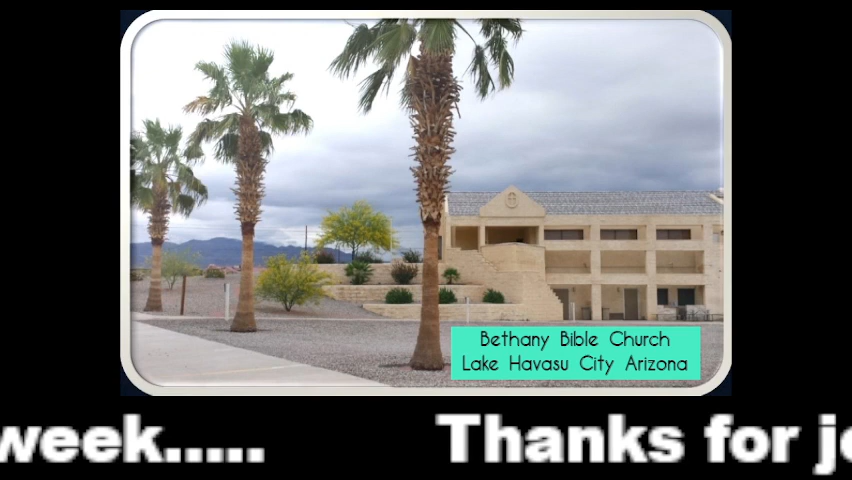 Bethany Bible Church
Lake Havasu City Arizona
week..... Thanks for